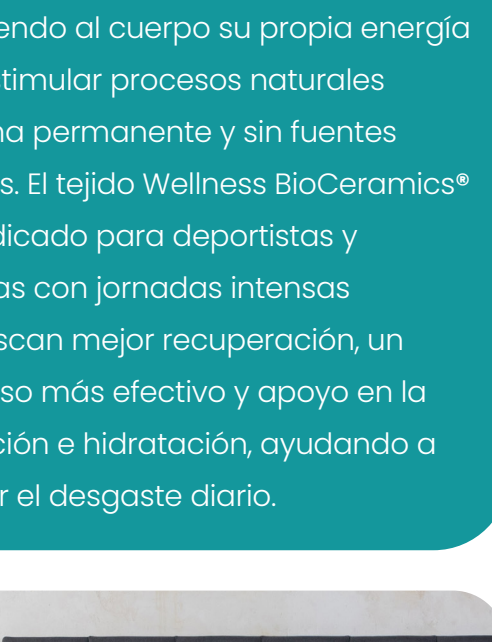 endo al cuerpo su propia energía
stimular procesos naturales
na permanente y sin fuentes
s. El tejido Wellness BioCeramics®
dicado para deportistas y
as con jornadas intensas
scan mejor recuperación, un
so más efectivo y apoyo en la
ción e hidratación, ayudando a
r el desgaste diario.